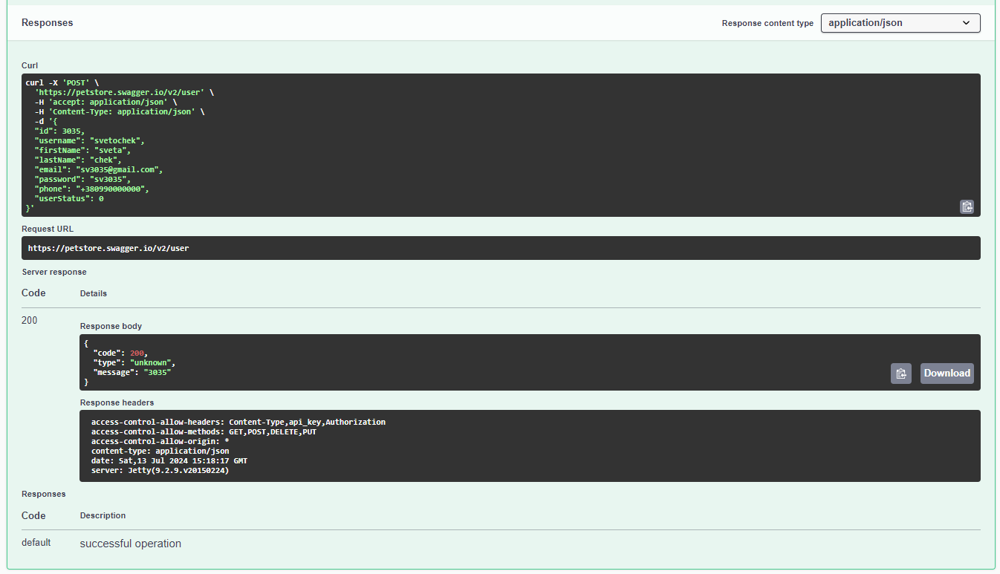 Responses
Response content type
application/json
Curl
curl -X 'POST' \
  'https://petstore.swagger.io/v2/user' \
  -H 'accept: application/json' \
  -H 'Content-Type: application/json' \
  -d '{
  "id": 3035,
  "username": "svetochek",
  "firstName": "sveta",
  "lastName": "chek",
  "email": "sv3035@gmail.com",
  "password": "sv3035",
  "phone": "+380990000000",
  "userStatus": 0
}'
Request URL
https://petstore.swagger.io/v2/user
Server response
Code Details
200
Response body
{
  "code": 200,
  "type": "unknown",
  "message": "3035"
}
Download
Response headers
access-control-allow-headers: Content-Type,api_key,Authorization
access-control-allow-methods: GET,POST,DELETE,PUT
access-control-allow-origin: *
content-type: application/json
date: Sat,13 Jul 2024 15:18:17 GMT
server: Jetty(9.2.9.v20150224)
Responses
Code Description
default successful operation